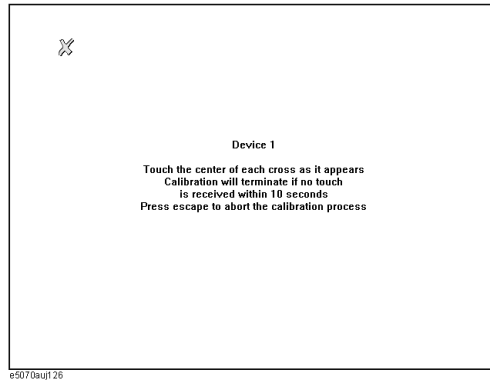 Device 1
Touch the center of each cross as it appears
Calibration will terminate if no touch
is received within 10 seconds
Press escape to abort the calibration process
e5070auj126